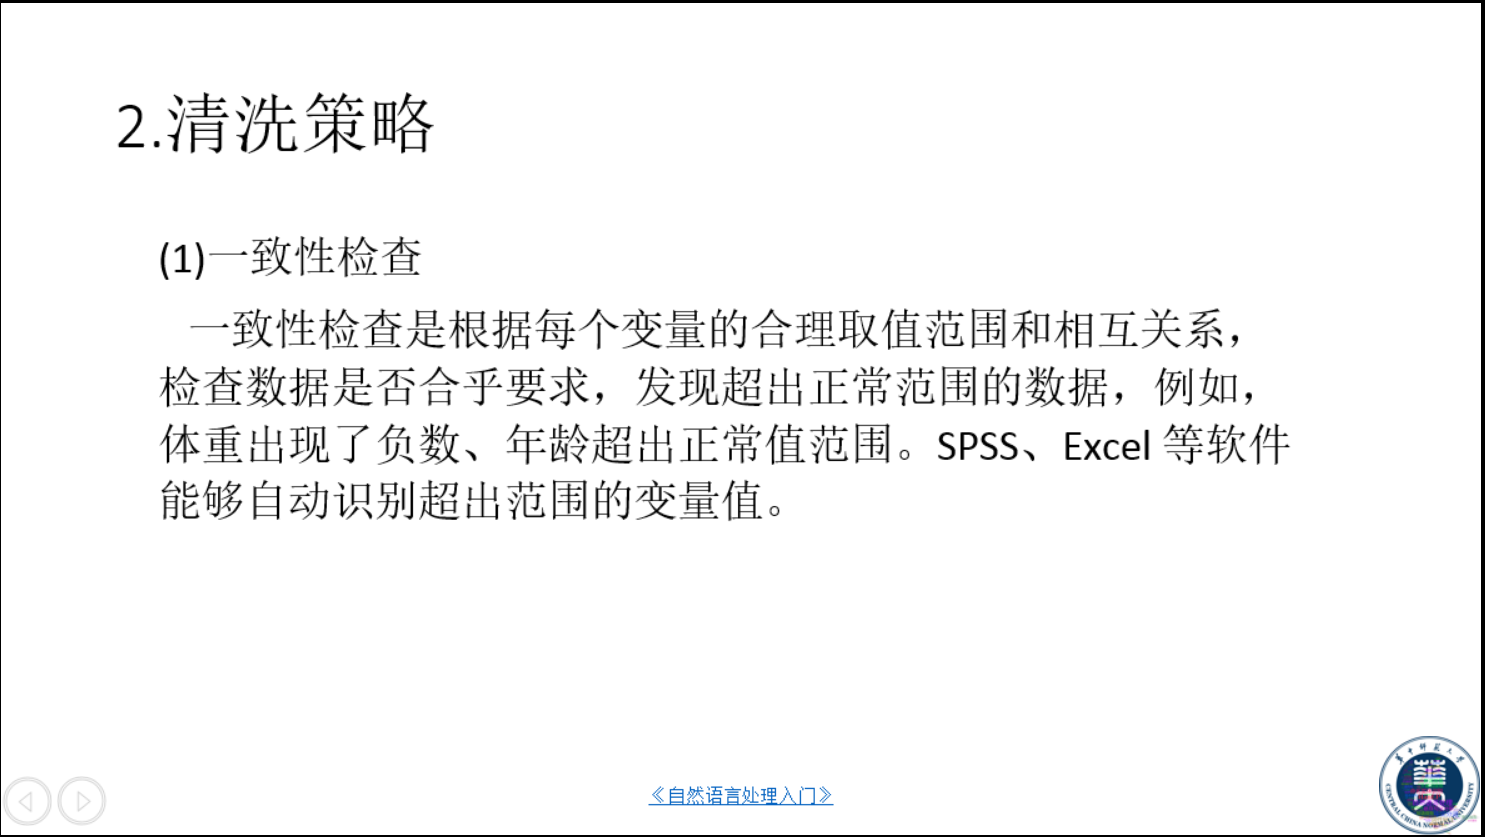 2.清洗策略
(1)一致性检查
一致性检查是根据每个变量的合理取值范围和相互关系，
检查数据是否合乎要求，发现超出正常范围的数据，例如，
体重出现了负数、年龄超出正常值范围。SPSS、Excel 等软件
能够自动识别超出范围的变量值。
《自然语言处理入门》
华中师范大学
CENTRAL CHINA NORMAL UNIVERSITY